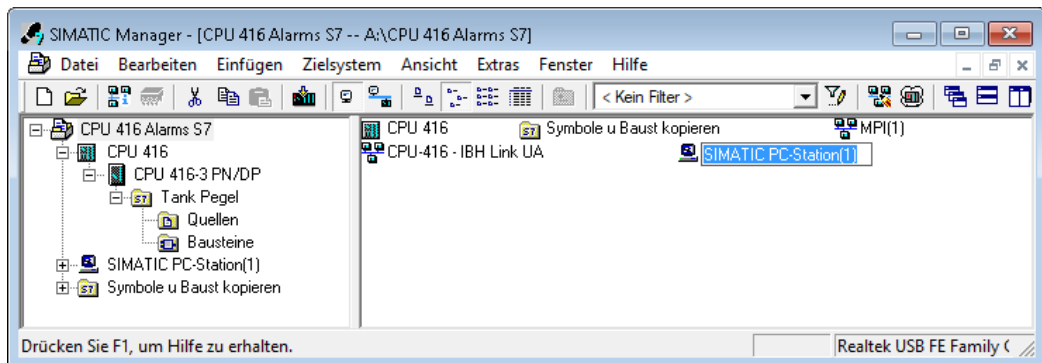 SIMATIC Manager - [CPU 416 Alarms S7 -- A:\CPU 416 Alarms S7]
Datei Bearbeiten Einfügen Zielsystem Ansicht Extras Fenster Hilfe
< Kein Filter >
CPU 416 Alarms S7
CPU 416
CPU 416-3 PN/DP
S7 Tank Pegel
Quellen
Bausteine
SIMATIC PC-Station(1)
S7 Symbole u Baust kopieren
CPU 416 S7 Symbole u Baust kopieren MPI(1)
CPU-416 - IBH Link UA SIMATIC PC-Station(1)
Drücken Sie F1, um Hilfe zu erhalten. Realtek USB FE Family (